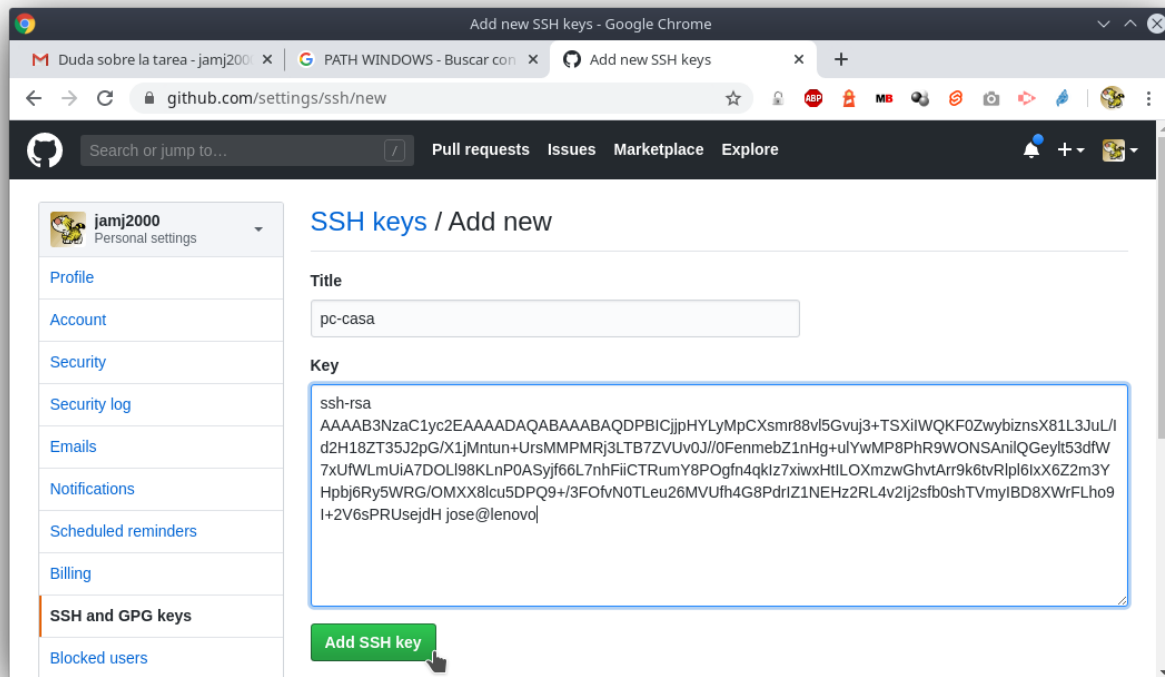 Add new SSH keys - Google Chrome
Duda sobre la tarea - jamj200
PATH WINDOWS - Buscar con
Add new SSH keys
github.com/settings/ssh/new
ABP
MB
Search or jump to…
/
Pull requests Issues Marketplace Explore
jamj2000
Personal settings
Profile
Account
Security
Security log
Emails
Notifications
Scheduled reminders
Billing
SSH and GPG keys
Blocked users
SSH keys / Add new
Title
pc-casa
Key
ssh-rsa
AAAAB3NzaC1yc2EAAAADAQABAAABAQDPBICjjpHYLyMpCXsmr88vl5Gvuj3+TSXiIWQKF0ZwybiznsX81L3JuL/I
d2H18ZT35J2pG/X1jMntun+UrsMMPMRj3LTB7ZVUv0J//0FenmebZ1nHg+ulYwMP8PhR9WONSAnilQGeylt53dfW
7xUfWLmUiA7DOLl98KLnP0ASyjf66L7nhFiiCTRumY8POgfn4qkIz7xiwxHtILOXmzwGhvtArr9k6tvRlpl6IxX6Z2m3Y
Hpbj6Ry5WRG/OMXX8lcu5DPQ9+/3FOfvN0TLeu26MVUfh4G8PdrIZ1NEHz2RL4v2Ij2sfb0shTVmyIBD8XWrFLho9
I+2V6sPRUsejdH jose@lenovo
Add SSH key